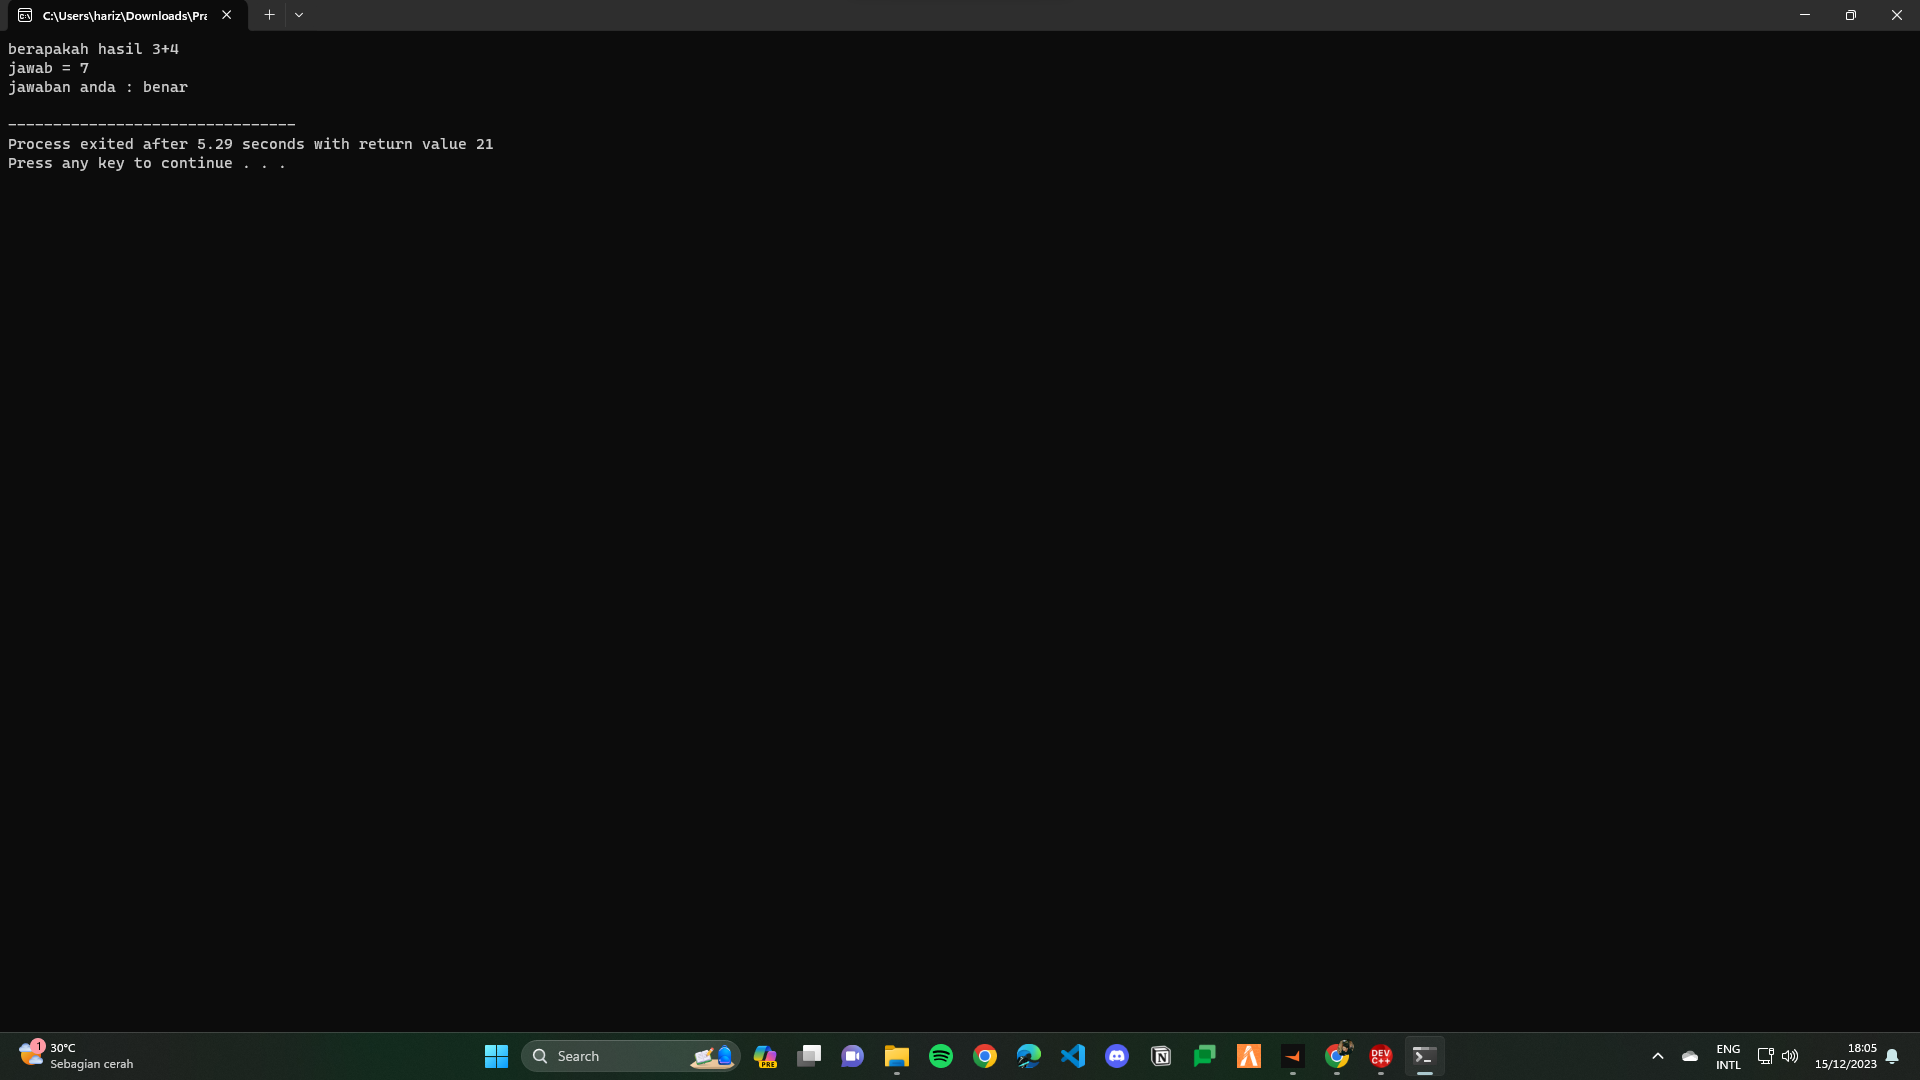 C:\Users\hariz\Downloads\Pra
berapakah hasil 3+4
jawab = 7
jawaban anda : benar
--------------------------------
Process exited after 5.29 seconds with return value 21
Press any key to continue . . .
1
30°C
Sebagian cerah
Search
PRE
DEV
C++
ENG
INTL
18:05
15/12/2023